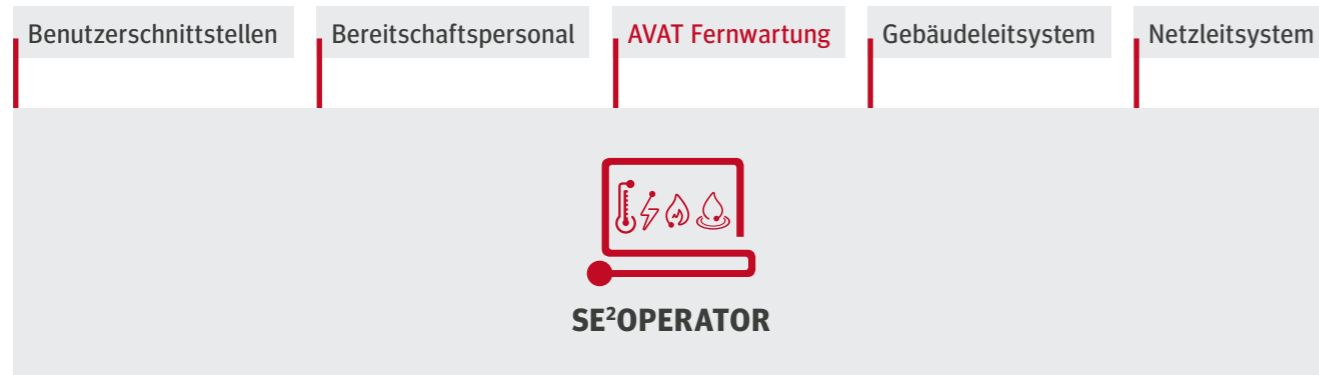 Benutzerschnittstellen
Bereitschaftspersonal
AVAT Fernwartung
Gebäudeleitsystem
Netzleitsystem
SE²OPERATOR